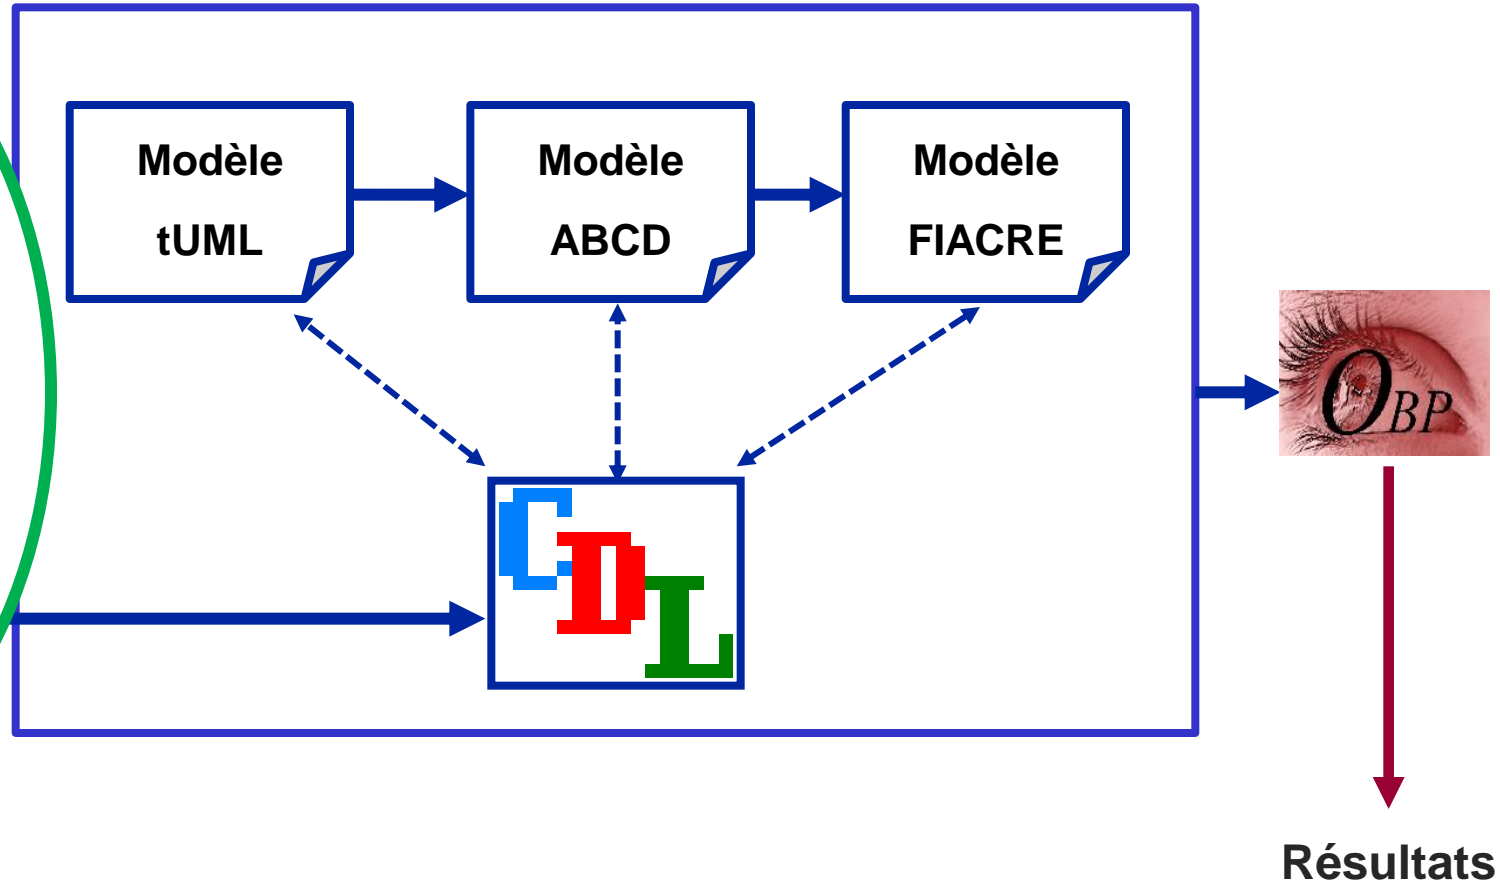 Modèle
tUML
Modèle
ABCD
Modèle
FIACRE
OBP
CDL
Résultats